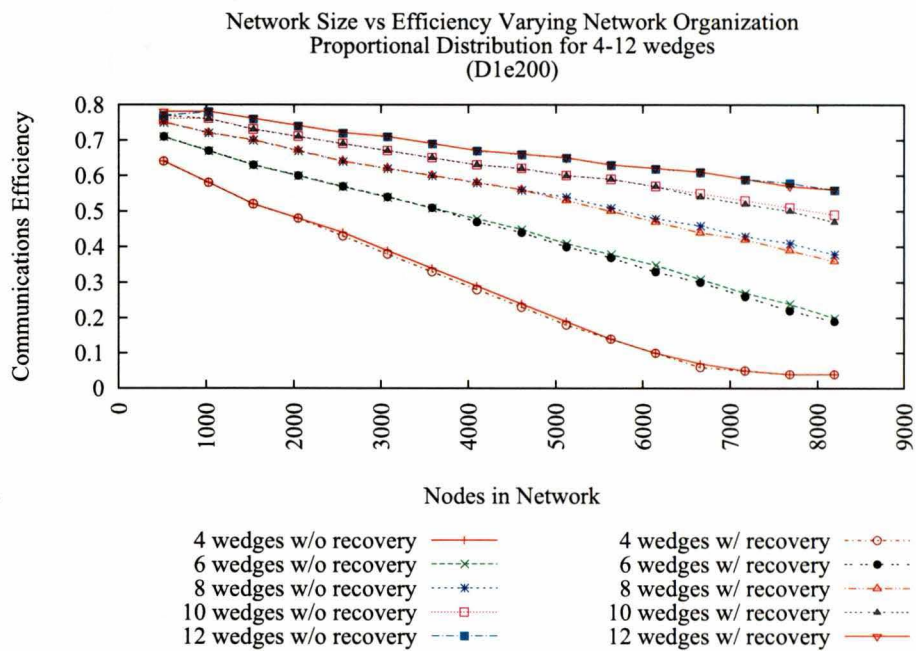 Network Size vs Efficiency Varying Network Organization
Proportional Distribution for 4-12 wedges
(D1e200)
Communications Efficiency
0.8
0.7
0.6
0.5
0.4
0.3
0.2
0.1
0
0
1000
2000
3000
4000
5000
6000
7000
8000
9000
Nodes in Network
4 wedges w/o recovery
6 wedges w/o recovery
8 wedges w/o recovery
10 wedges w/o recovery
12 wedges w/o recovery
4 wedges w/ recovery
6 wedges w/ recovery
8 wedges w/ recovery
10 wedges w/ recovery
12 wedges w/ recovery